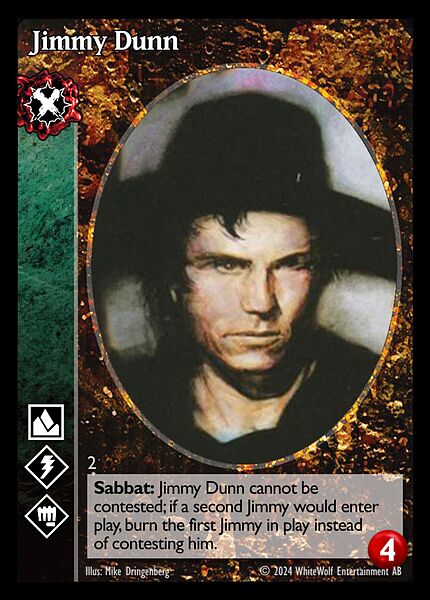 Jimmy Dunn
2
Sabbat: Jimmy Dunn cannot be
contested; if a second Jimmy would enter
play, burn the first Jimmy in play instead
of contesting him.
4
Illus: Mike Dringenberg
© 2024 WhiteWolf Entertainment AB